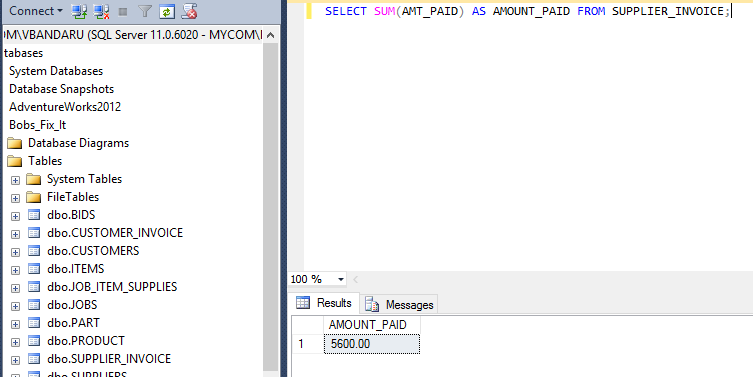 Connect
OM\VBANDARU (SQL Server 11.0.6020 - MYCOM\
tabases
System Databases
Database Snapshots
AdventureWorks2012
Bobs_Fix_It
Database Diagrams
Tables
System Tables
FileTables
dbo.BIDS
dbo.CUSTOMER_INVOICE
dbo.CUSTOMERS
dbo.ITEMS
dbo.JOB_ITEM_SUPPLIES
dbo.JOBS
dbo.PART
dbo.PRODUCT
dbo.SUPPLIER_INVOICE
dbo.SUPPLIERS
SELECT SUM(AMT_PAID) AS AMOUNT_PAID FROM SUPPLIER_INVOICE;
100 %
Results Messages
AMOUNT_PAID
1 5600.00